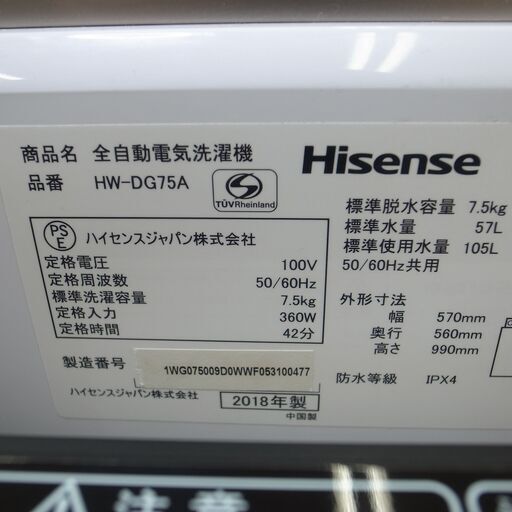 商品名 全自動電気洗濯機
品番 HW-DG75A
TÜVRheinland
Hisense
標準脱水容量 7.5kg
標準水量 57L
標準使用水量 105L
50/60Hz共用
PS
E
ハイセンスジャパン株式会社
定格電圧 100V
定格周波数 50/60Hz
標準洗濯容量 7.5kg
定格入力 360W
定格時間 42分
外形寸法
幅 570mm
奥行 560mm
高さ 990mm
製造番号 1WG075009D0WWF053100477
防水等級 IPX4
ハイセンスジャパン株式会社
2018年製
中国製
注意